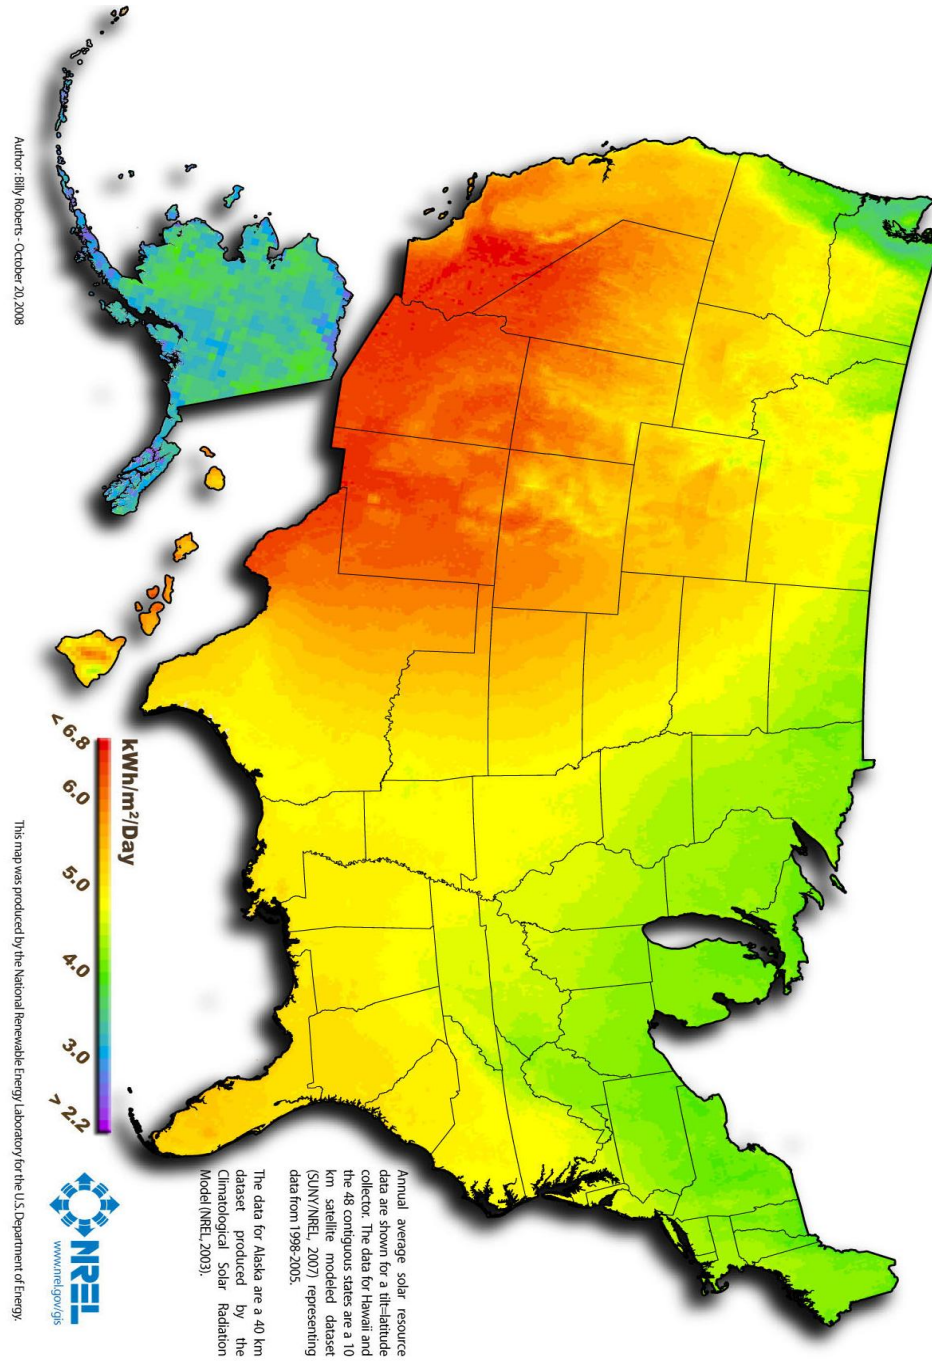 Annual average solar resource
data are shown for a tilt=latitude
collector. The data for Hawaii and
the 48 contiguous states are a 10
km satellite modeled dataset
(SUNY/NREL, 2007) representing
data from 1998-2005.
The data for Alaska are a 40 km
dataset produced by the
Climatological Solar Radiation
Model (NREL, 2003).
kWh/m²/Day
< 6.8 6.0 5.0 4.0 3.0 > 2.2
NREL
www.nrel.gov/gis
Author : Billy Roberts - October 20, 2008
This map was produced by the National Renewable Energy Laboratory for the U.S. Department of Energy.